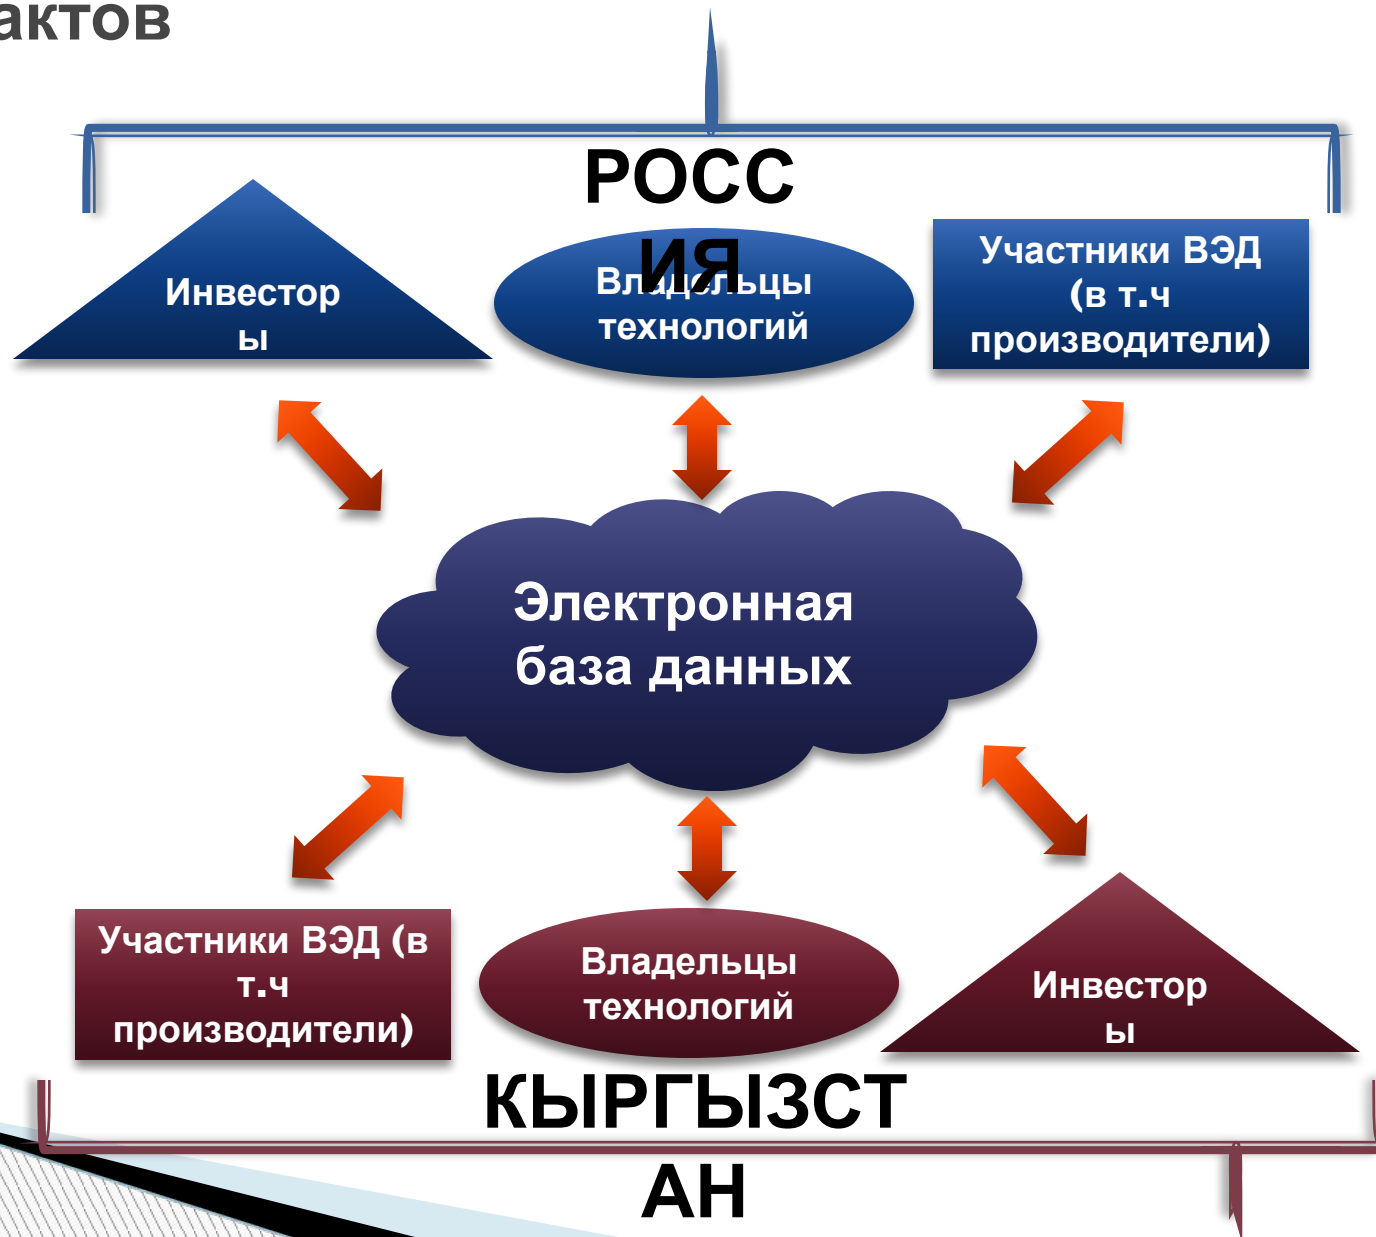 актов
РОСС
ИЯ
Инвестор
ы
Владельцы
технологий
Участники ВЭД
(в т.ч
производители)
Электронная
база данных
Участники ВЭД (в
т.ч
производители)
Владельцы
технологий
Инвестор
ы
КЫРГЫЗСТ
АН